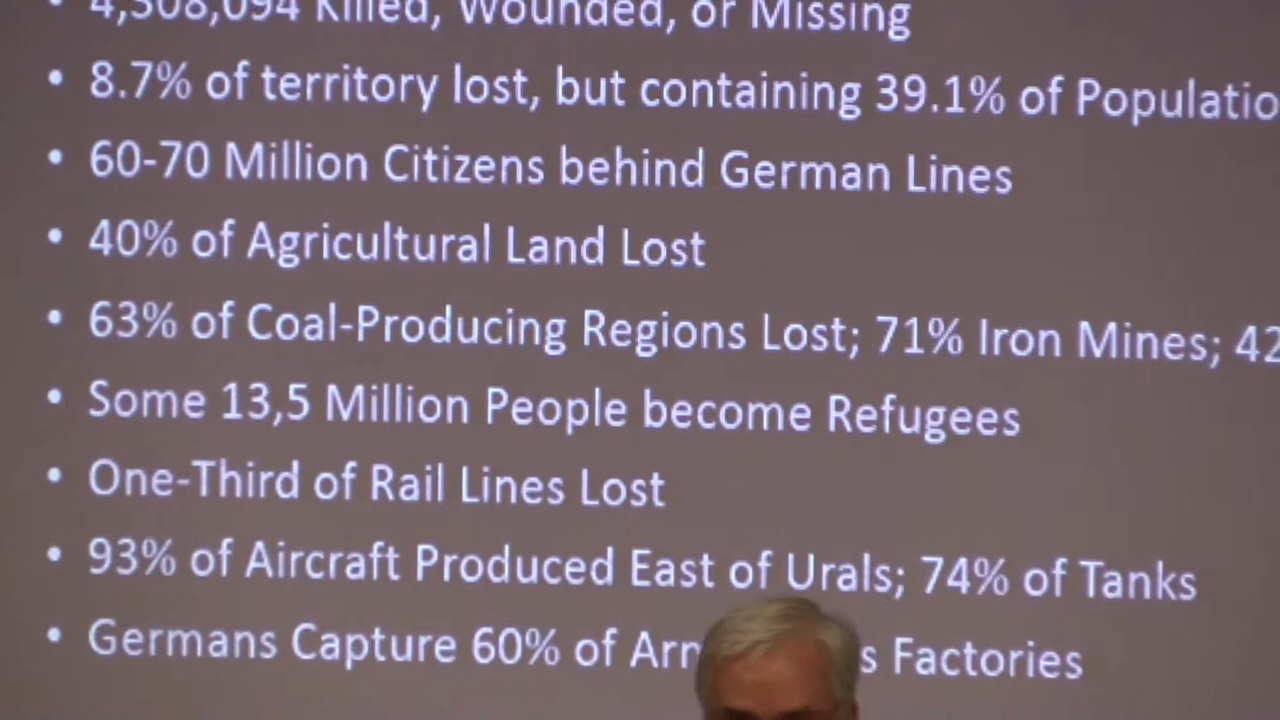 • 4,308,094 Killed, Wounded, or Missing
• 8.7% of territory lost, but containing 39.1% of Populatio
• 60-70 Million Citizens behind German Lines
• 40% of Agricultural Land Lost
• 63% of Coal-Producing Regions Lost; 71% Iron Mines; 42
• Some 13,5 Million People become Refugees
• One-Third of Rail Lines Lost
• 93% of Aircraft Produced East of Urals; 74% of Tanks
• Germans Capture 60% of Factories